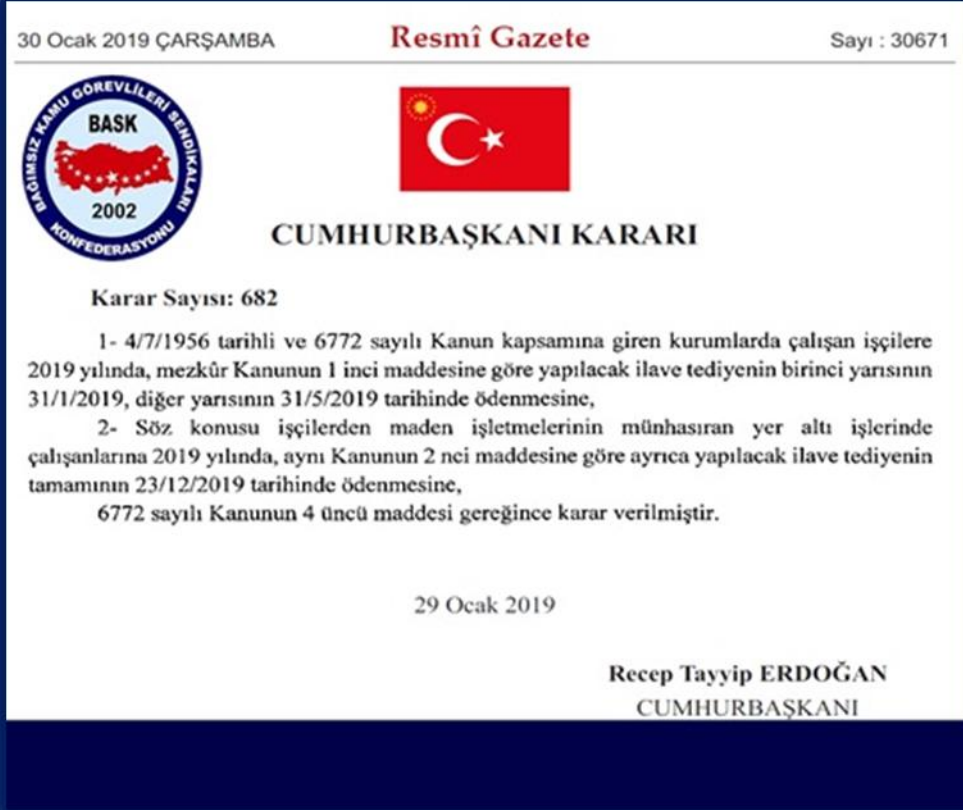 30 Ocak 2019 ÇARŞAMBA
Resmî Gazete
Sayı : 30671
BAĞIMSIZ KAMU GÖREVLİLERİ SENDİKALARI
KONFEDERASYONU
BASK
2002
CUMHURBAŞKANI KARARI
Karar Sayısı: 682
1- 4/7/1956 tarihli ve 6772 sayılı Kanun kapsamına giren kurumlarda çalışan işçilere
2019 yılında, mezkûr Kanunun 1 inci maddesine göre yapılacak ilave tediyenin birinci yarısının
31/1/2019, diğer yarısının 31/5/2019 tarihinde ödenmesine,
2- Söz konusu işçilerden maden işletmelerinin münhasıran yer altı işlerinde
çalışanlarına 2019 yılında, aynı Kanunun 2 nci maddesine göre ayrıca yapılacak ilave tediyenin
tamamının 23/12/2019 tarihinde ödenmesine,
6772 sayılı Kanunun 4 üncü maddesi gereğince karar verilmiştir.
29 Ocak 2019
Recep Tayyip ERDOĞAN
CUMHURBAŞKANI